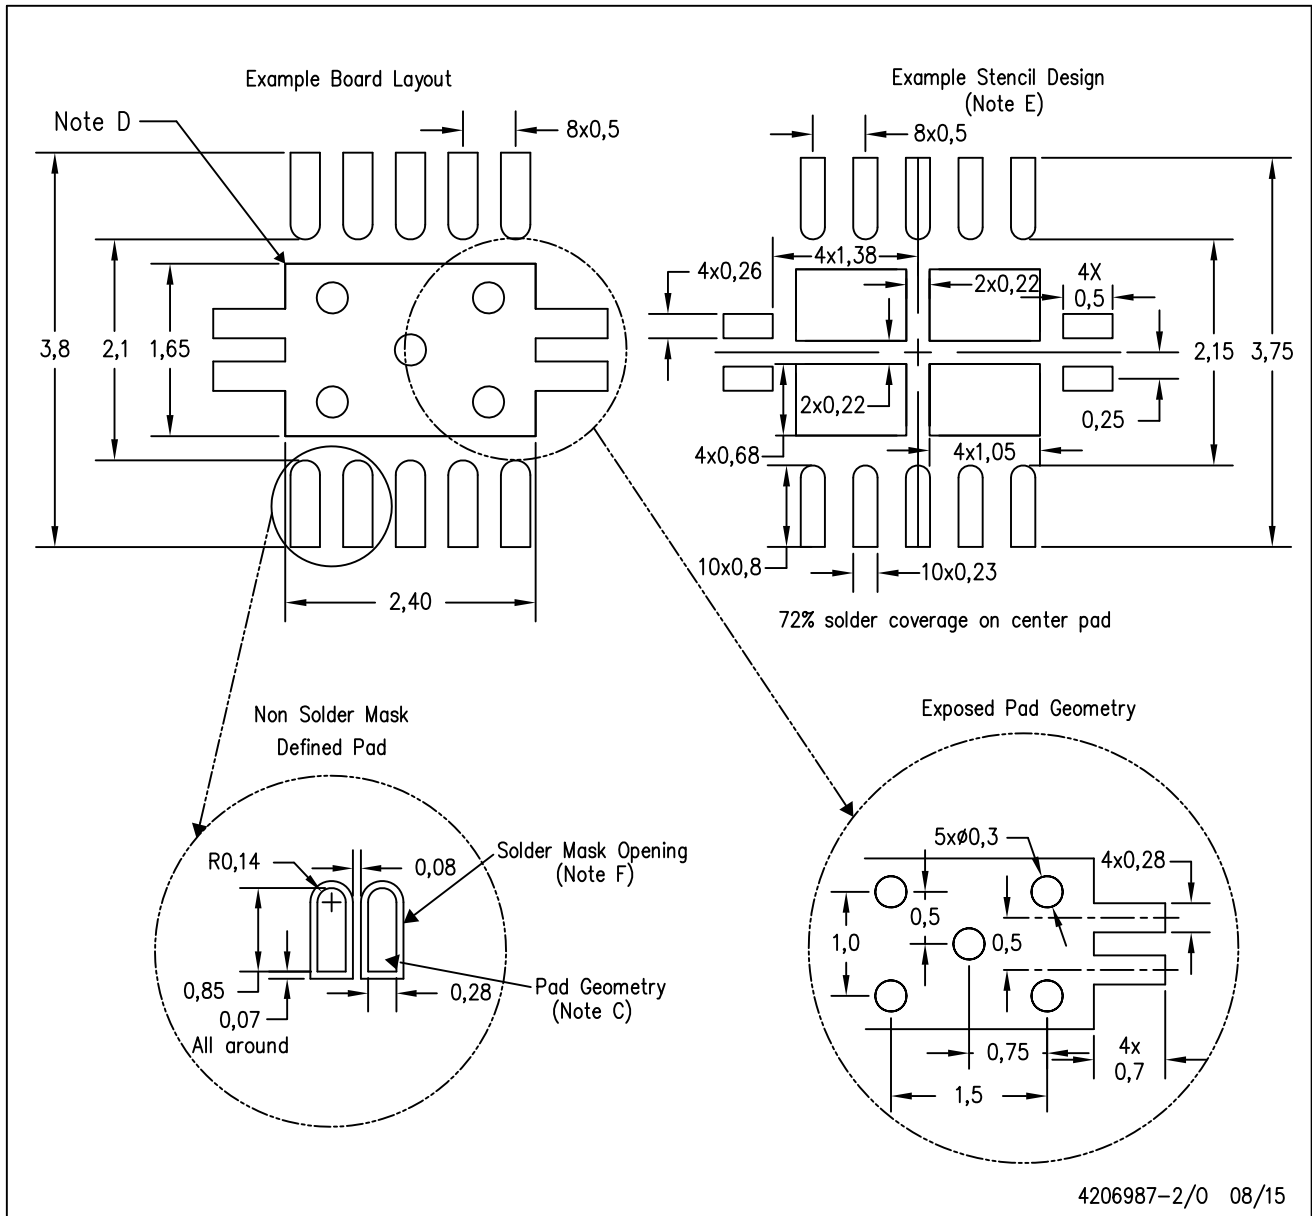 Example Board Layout
Note D
8x0,5
3,8
2,1
1,65
2,40
Example Stencil Design
(Note E)
8x0,5
4x1,38
4x0,26
2x0,22
4X
0,5
2,15
3,75
2x0,22
0,25
4x0,68
4x1,05
10x0,8
10x0,23
72% solder coverage on center pad
Non Solder Mask
Defined Pad
R0,14
0,08
Solder Mask Opening
(Note F)
0,85
0,28
0,07
All around
Pad Geometry
(Note C)
Exposed Pad Geometry
5xø0,3
4x0,28
0,5
1,0
0,5
0,75
4x
0,7
1,5
4206987-2/O 08/15